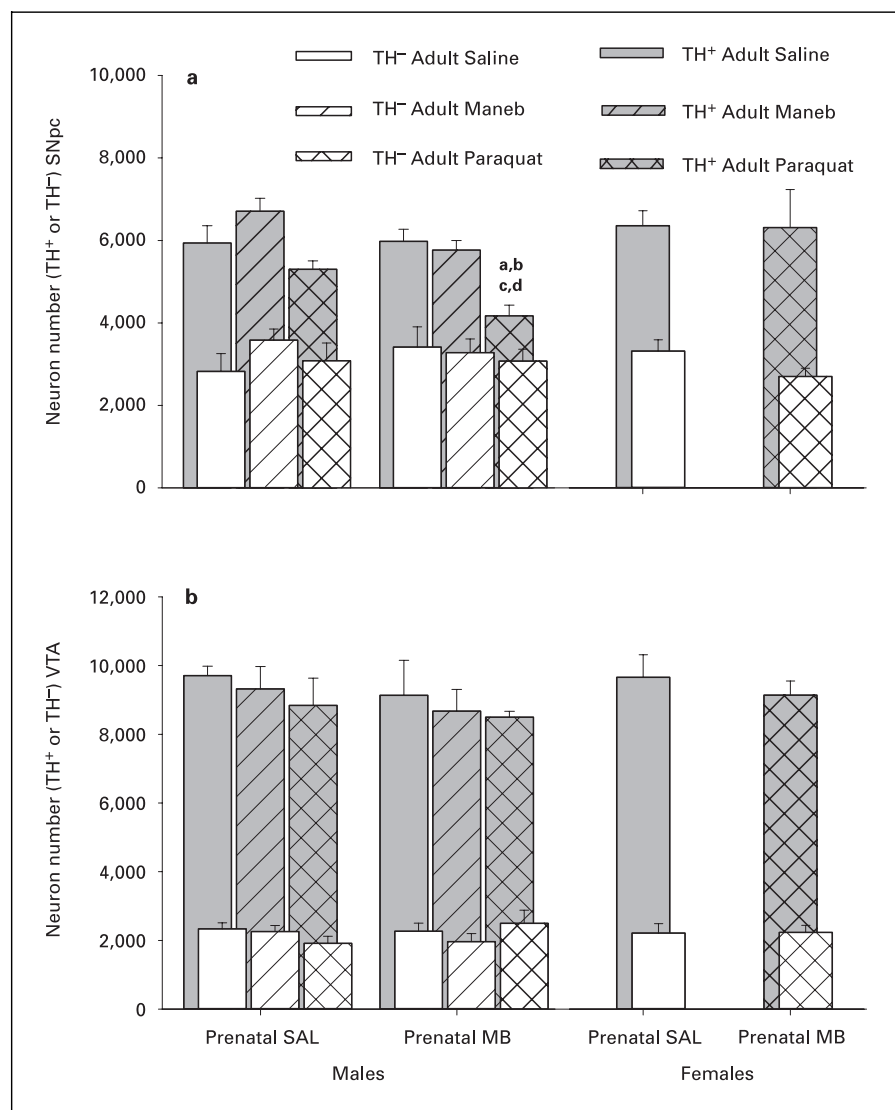 a
TH⁻ Adult Saline
TH⁺ Adult Saline
TH⁻ Adult Maneb
TH⁺ Adult Maneb
TH⁻ Adult Paraquat
TH⁺ Adult Paraquat
Neuron number (TH⁺ or TH⁻) SNpc
10,000
8,000
6,000
4,000
2,000
0
a,b
c,d
b
Neuron number (TH⁺ or TH⁻) VTA
12,000
10,000
8,000
6,000
4,000
2,000
0
Prenatal SAL
Prenatal MB
Prenatal SAL
Prenatal MB
Males
Females